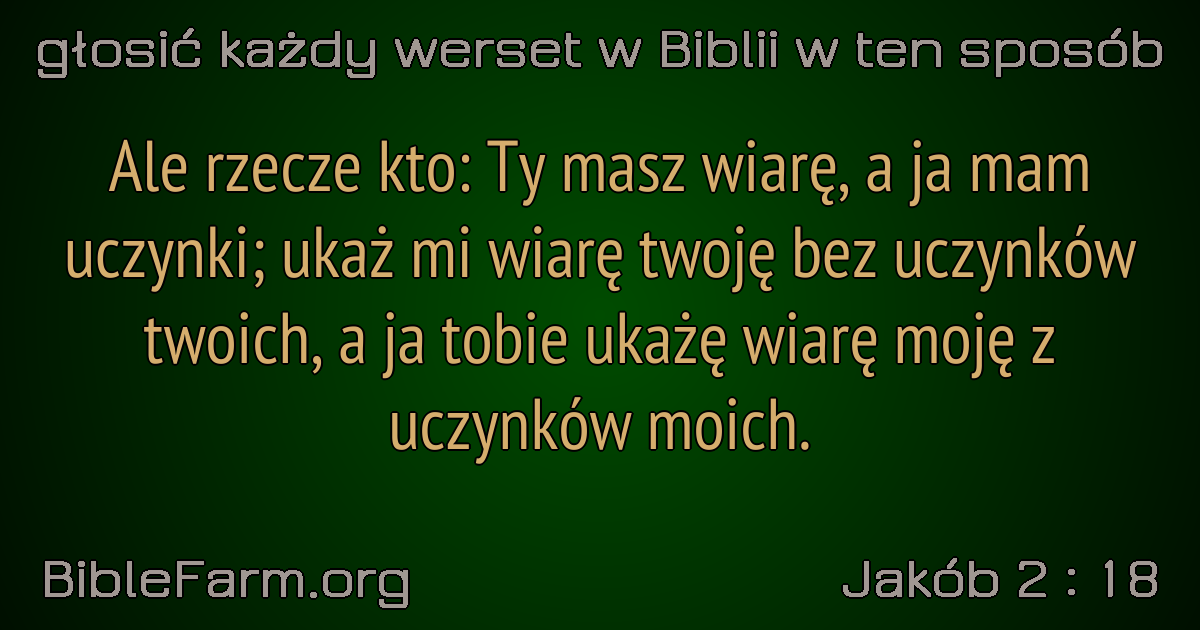 głosić każdy werset w Biblii w ten sposób
Ale rzecze kto: Ty masz wiarę, a ja mam
uczynki; ukaż mi wiarę twoję bez uczynków
twoich, a ja tobie ukażę wiarę moję z
uczynków moich.
BibleFarm.org
Jakób 2 : 18